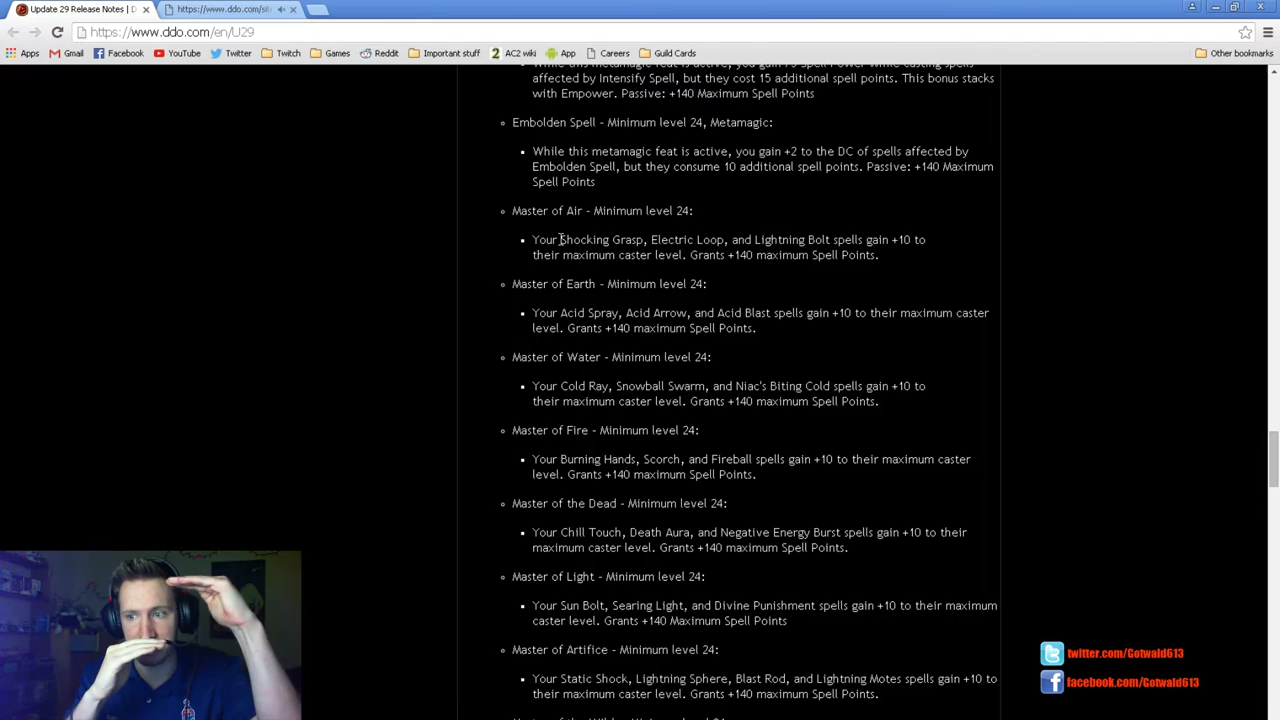 Update 29 Release Notes | D
https://www.ddo.com/sit
https://www.ddo.com/en/U29
Apps Gmail Facebook YouTube Twitter Twitch Games Reddit Important stuff AC2 wiki App Careers Guild Cards Other bookmarks
affected by Intensify Spell, but they cost 15 additional spell points. This bonus stacks
with Empower. Passive: +140 Maximum Spell Points
Embolden Spell - Minimum level 24, Metamagic:
While this metamagic feat is active, you gain +2 to the DC of spells affected by
Embolden Spell, but they consume 10 additional spell points. Passive: +140 Maximum
Spell Points
Master of Air - Minimum level 24:
Your Shocking Grasp, Electric Loop, and Lightning Bolt spells gain +10 to
their maximum caster level. Grants +140 maximum Spell Points.
Master of Earth - Minimum level 24:
Your Acid Spray, Acid Arrow, and Acid Blast spells gain +10 to their maximum caster
level. Grants +140 maximum Spell Points.
Master of Water - Minimum level 24:
Your Cold Ray, Snowball Swarm, and Niac's Biting Cold spells gain +10 to
their maximum caster level. Grants +140 maximum Spell Points.
Master of Fire - Minimum level 24:
Your Burning Hands, Scorch, and Fireball spells gain +10 to their maximum caster
level. Grants +140 maximum Spell Points.
Master of the Dead - Minimum level 24:
Your Chill Touch, Death Aura, and Negative Energy Burst spells gain +10 to their
maximum caster level. Grants +140 maximum Spell Points.
Master of Light - Minimum level 24:
Your Sun Bolt, Searing Light, and Divine Punishment spells gain +10 to their maximum
caster level. Grants +140 Maximum Spell Points
Master of Artifice - Minimum level 24:
Your Static Shock, Lightning Sphere, Blast Rod, and Lightning Motes spells gain +10 to
their maximum caster level. Grants +140 maximum Spell Points.
twitter.com/Gotwald613
facebook.com/Gotwald613